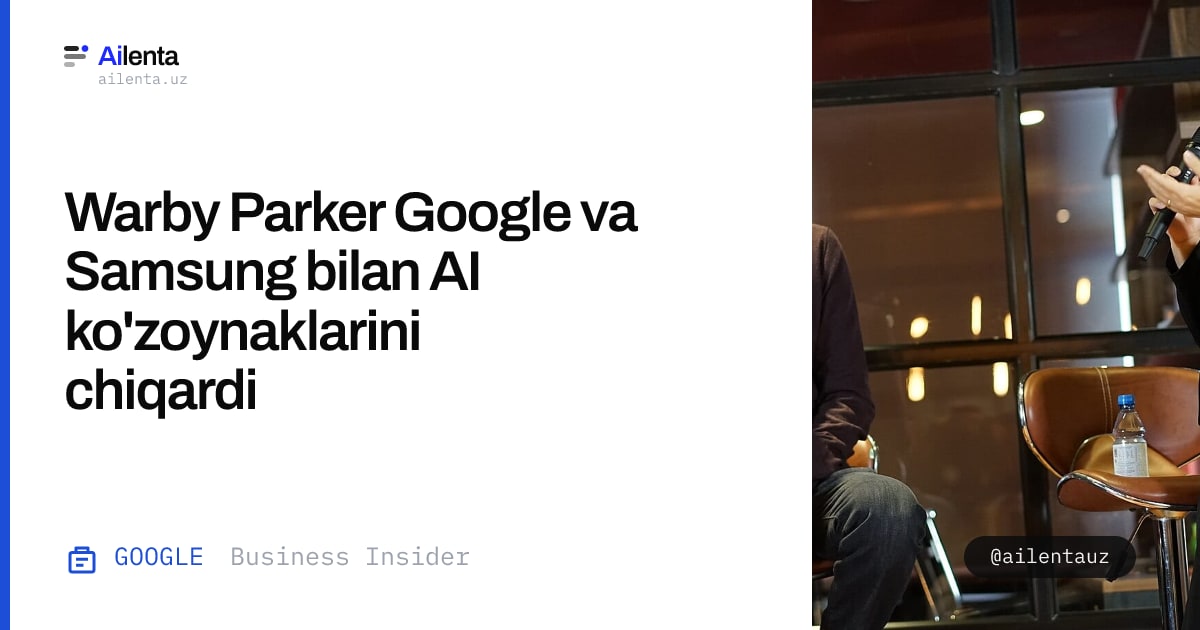 Ailenta
ailenta.uz
Warby Parker Google va
Samsung bilan AI
ko'zoynaklarini
chiqardi
GOOGLE Business Insider
@ailentauz